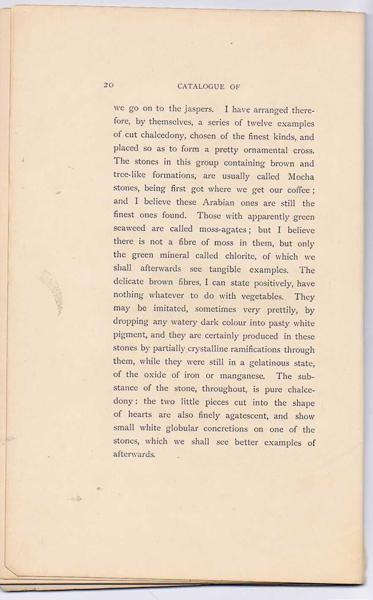 20 CATALOGUE OF
we go on to the jaspers. I have arranged there-
fore, by themselves, a series of twelve examples
of cut chalcedony, chosen of the finest kinds, and
placed so as to form a pretty ornamental cross.
The stones in this group containing brown and
tree-like formations, are usually called Mocha
stones, being first got where we get our coffee;
and I believe these Arabian ones are still the
finest ones found. Those with apparently green
seaweed are called moss-agates; but I believe
there is not a fibre of moss in them, but only
the green mineral called chlorite, of which we
shall afterwards see tangible examples. The
delicate brown fibres, I can state positively, have
nothing whatever to do with vegetables. They
may be imitated, sometimes very prettily, by
dropping any watery dark colour into pasty white
pigment, and they are certainly produced in these
stones by partially crystalline ramifications through
them, while they were still in a gelatinous state,
of the oxide of iron or manganese. The sub-
stance of the stone, throughout, is pure chalce-
dony: the two little pieces cut into the shape
of hearts are also finely agatescent, and show
small white globular concretions on one of the
stones, which we shall see better examples of
afterwards.